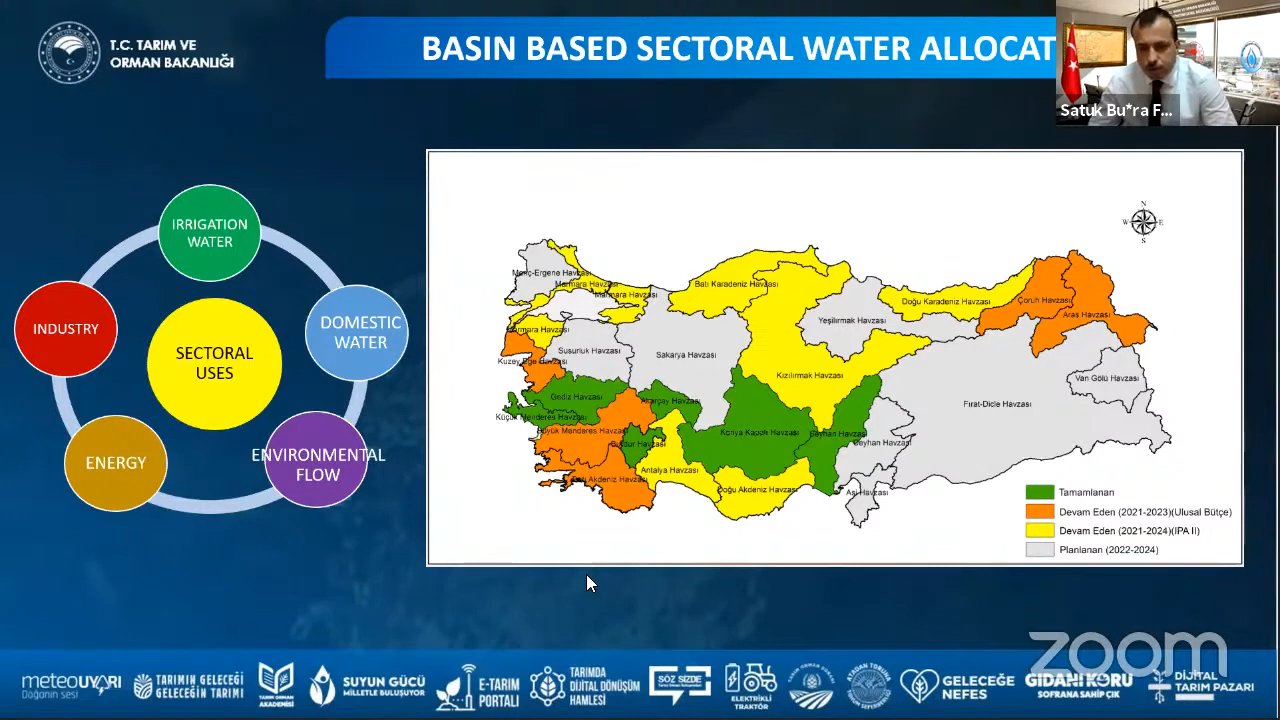 T.C. TARIM VE
ORMAN BAKANLIĞI
BASIN BASED SECTORAL WATER ALLOCAT
Satuk Bu*ra F...
IRRIGATION
WATER
INDUSTRY
DOMESTIC
WATER
SECTORAL
USES
ENERGY
ENVIRONMENTAL
FLOW
N
W
E
S
Meriç-Ergene Havzası
Marmara Havzası
Marmara Havzası
Marmara Havzası
Batı Karadeniz Havzası
Doğu Karadeniz Havzası
Çoruh Havzası
Aras Havzası
Yeşilırmak Havzası
Susurluk Havzası
Sakarya Havzası
Kuzey Ege Havzası
Kızılırmak Havzası
Van Gölü Havzası
Gediz Havzası
Akarçay Havzası
Fırat-Dicle Havzası
Küçük Menderes Havzası
Büyük Menderes Havzası
Konya Kapalı Havzası
Seyhan Havzası
Ceyhan Havzası
Burdur Havzası
Antalya Havzası
Batı Akdeniz Havzası
Doğu Akdeniz Havzası
Asi Havzası
Tamamlanan
Devam Eden (2021-2023)(Ulusal Bütçe)
Devam Eden (2021-2024)(IPA II)
Planlanan (2022-2024)
zoom
meteoUYARI
Doğanın sesi
TARIMIN GELECEĞİ
GELECEĞİN TARIMI
TARIM ORMAN
AKADEMİSİ
SUYUN GÜCÜ
MİLLETLE BULUŞUYOR
E-TARIM
PORTALI
TARIMDA
DİJİTAL DÖNÜŞÜM
HAMLESİ
SÖZ SİZDE
ELEKTRİKLİ
TRAKTÖR
GELECEĞE
NEFES
GIDANI KORU
SOFRANA SAHİP ÇIK
DİJİTAL
TARIM PAZARI